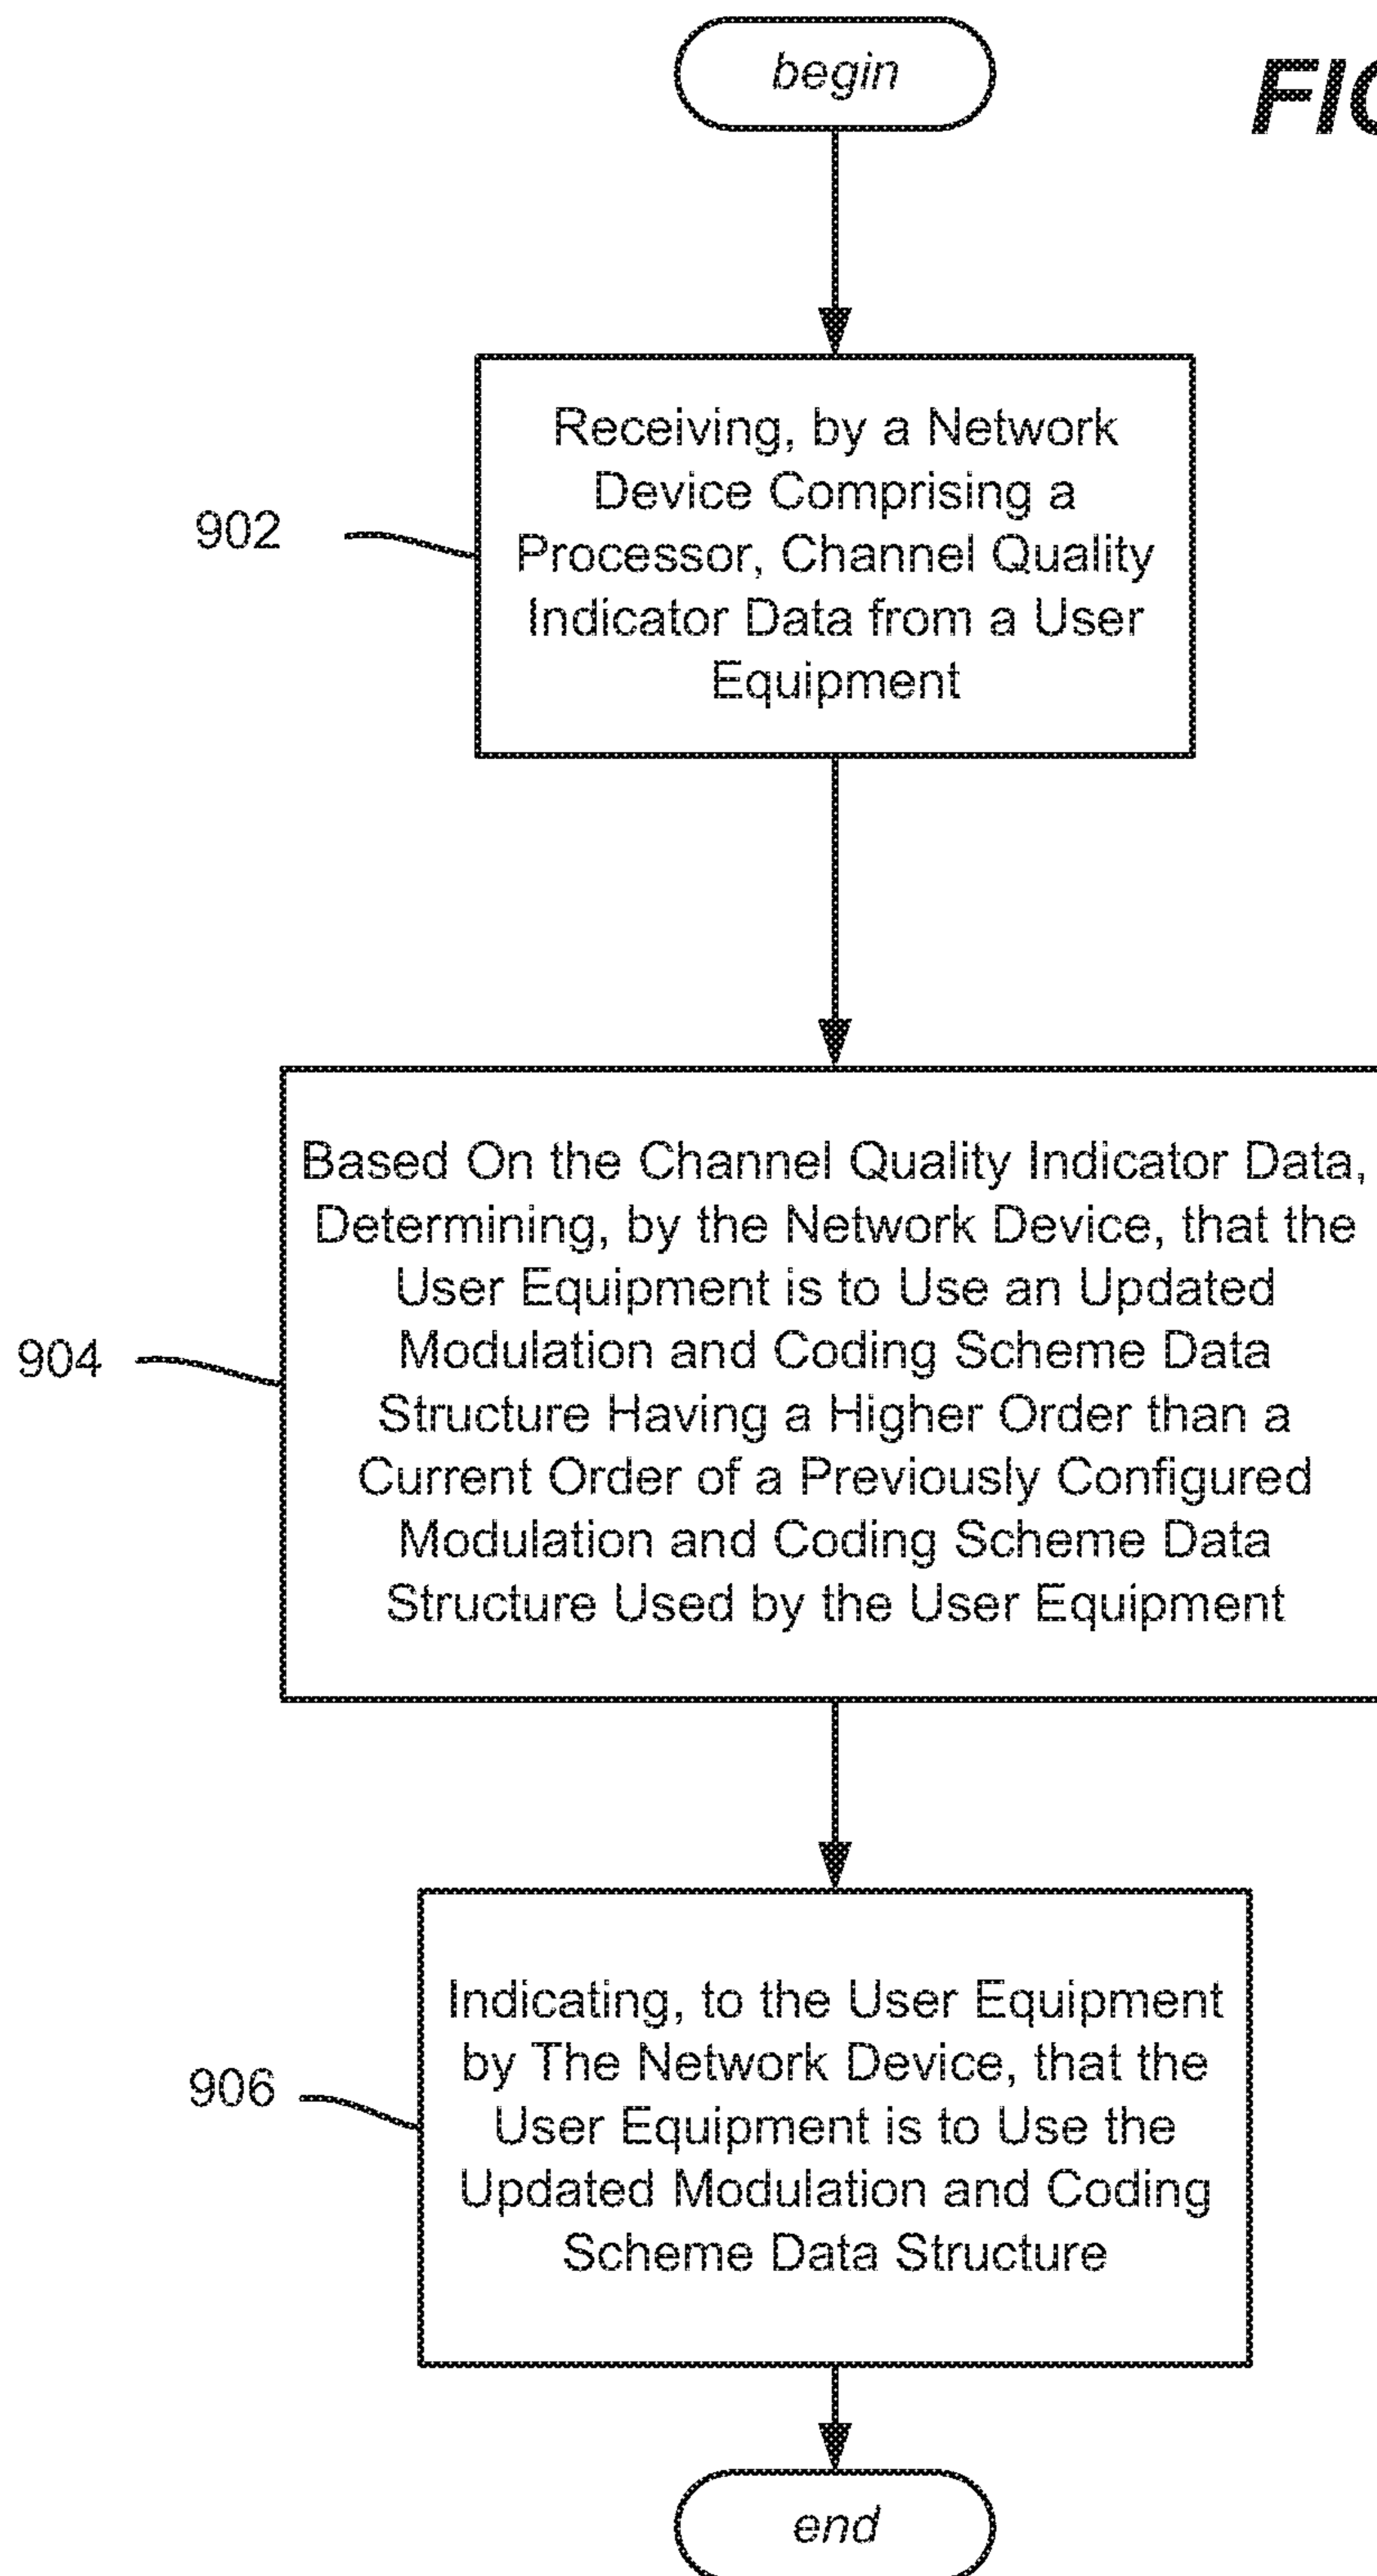 begin
Receiving, by a Network
Device Comprising a
Processor, Channel Quality
Indicator Data from a User
Equipment
902
Based On the Channel Quality Indicator Data,
Determining, by the Network Device, that the
User Equipment is to Use an Updated
Modulation and Coding Scheme Data
Structure Having a Higher Order than a
Current Order of a Previously Configured
Modulation and Coding Scheme Data
Structure Used by the User Equipment
904
Indicating, to the User Equipment
by The Network Device, that the
User Equipment is to Use the
Updated Modulation and Coding
Scheme Data Structure
906
end